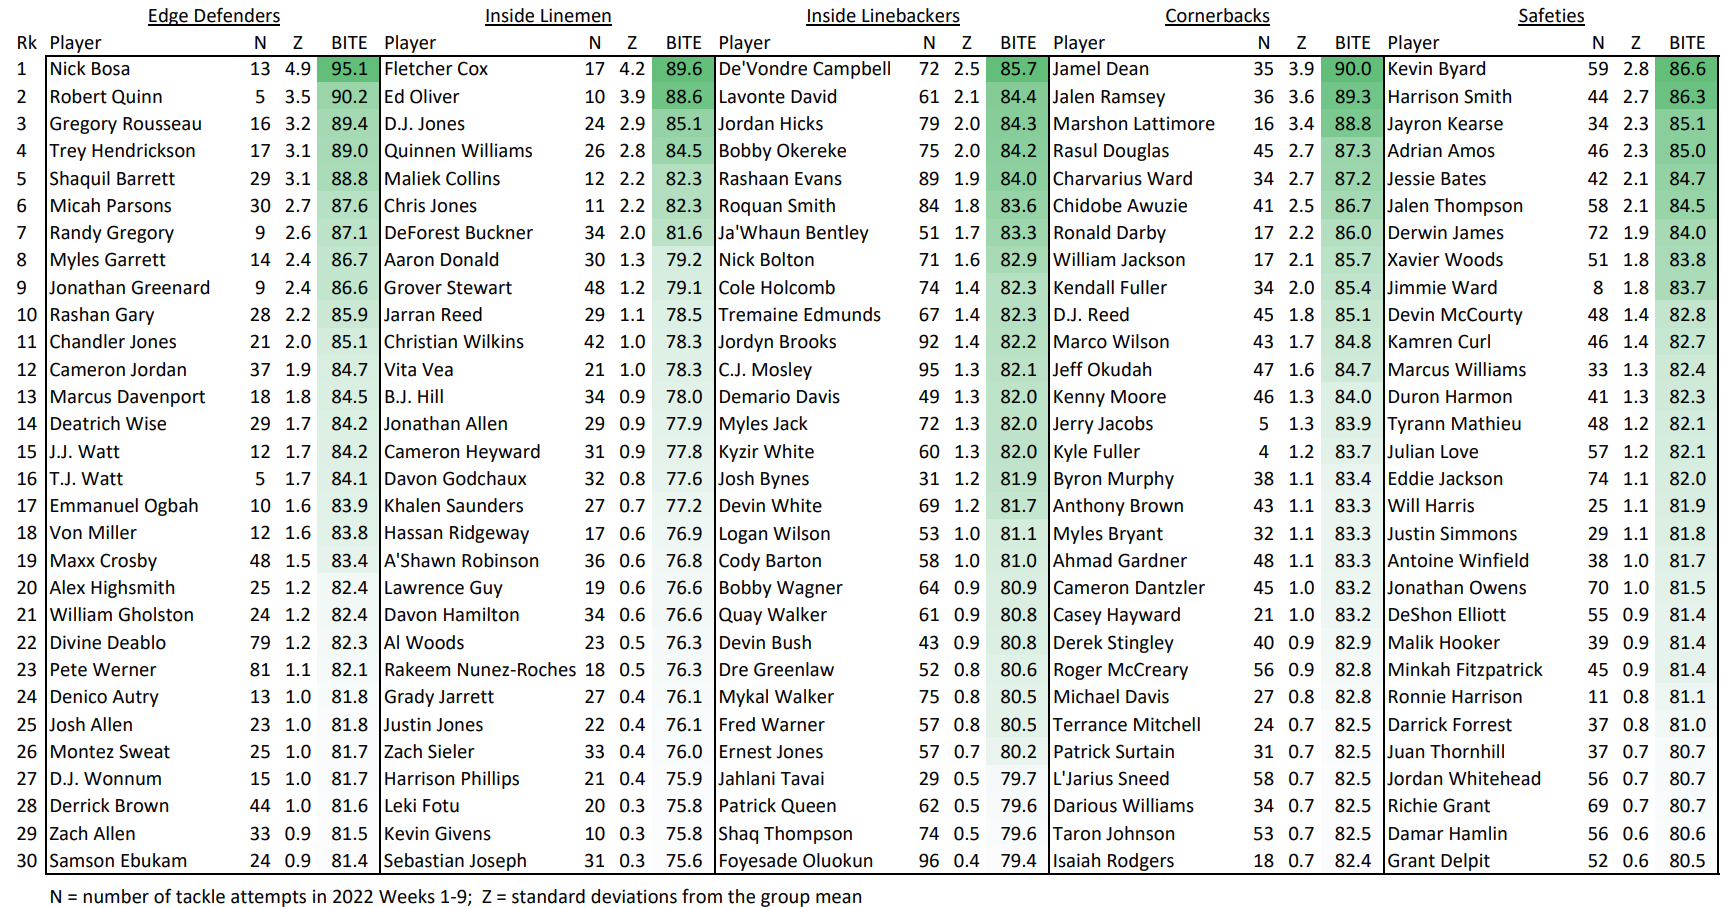 Edge Defenders Inside Linemen Inside Linebackers Cornerbacks Safeties
Rk Player N Z BITE Player N Z BITE Player N Z BITE Player N Z BITE Player N Z BITE
1 Nick Bosa 13 4.9 95.1 Fletcher Cox 17 4.2 89.6 De'Vondre Campbell 72 2.5 85.7 Jamel Dean 35 3.9 90.0 Kevin Byard 59 2.8 86.6
2 Robert Quinn 5 3.5 90.2 Ed Oliver 10 3.9 88.6 Lavonte David 61 2.1 84.4 Jalen Ramsey 36 3.6 89.3 Harrison Smith 44 2.7 86.3
3 Gregory Rousseau 16 3.2 89.4 D.J. Jones 24 2.9 85.1 Jordan Hicks 79 2.0 84.3 Marshon Lattimore 16 3.4 88.8 Jayron Kearse 34 2.3 85.1
4 Trey Hendrickson 17 3.1 89.0 Quinnen Williams 26 2.8 84.5 Bobby Okereke 75 2.0 84.2 Rasul Douglas 45 2.7 87.3 Adrian Amos 46 2.3 85.0
5 Shaquil Barrett 29 3.1 88.8 Maliek Collins 12 2.2 82.3 Rashaan Evans 89 1.9 84.0 Charvarius Ward 34 2.7 87.2 Jessie Bates 42 2.1 84.7
6 Micah Parsons 30 2.7 87.6 Chris Jones 11 2.2 82.3 Roquan Smith 84 1.8 83.6 Chidobe Awuzie 41 2.5 86.7 Jalen Thompson 58 2.1 84.5
7 Randy Gregory 9 2.6 87.1 DeForest Buckner 34 2.0 81.6 Ja'Whaun Bentley 51 1.7 83.3 Ronald Darby 17 2.2 86.0 Derwin James 72 1.9 84.0
8 Myles Garrett 14 2.4 86.7 Aaron Donald 30 1.3 79.2 Nick Bolton 71 1.6 82.9 William Jackson 17 2.1 85.7 Xavier Woods 51 1.8 83.8
9 Jonathan Greenard 9 2.4 86.6 Grover Stewart 48 1.2 79.1 Cole Holcomb 74 1.4 82.3 Kendall Fuller 34 2.0 85.4 Jimmie Ward 8 1.8 83.7
10 Rashan Gary 28 2.2 85.9 Jarran Reed 29 1.1 78.5 Tremaine Edmunds 67 1.4 82.3 D.J. Reed 45 1.8 85.1 Devin McCourty 48 1.4 82.8
11 Chandler Jones 21 2.0 85.1 Christian Wilkins 42 1.0 78.3 Jordyn Brooks 92 1.4 82.2 Marco Wilson 43 1.7 84.8 Kamren Curl 46 1.4 82.7
12 Cameron Jordan 37 1.9 84.7 Vita Vea 21 1.0 78.3 C.J. Mosley 95 1.3 82.1 Jeff Okudah 47 1.6 84.7 Marcus Williams 33 1.3 82.4
13 Marcus Davenport 18 1.8 84.5 B.J. Hill 34 0.9 78.0 Demario Davis 49 1.3 82.0 Kenny Moore 46 1.3 84.0 Duron Harmon 41 1.3 82.3
14 Deatrich Wise 29 1.7 84.2 Jonathan Allen 29 0.9 77.9 Myles Jack 72 1.3 82.0 Jerry Jacobs 5 1.3 83.9 Tyrann Mathieu 48 1.2 82.1
15 J.J. Watt 12 1.7 84.2 Cameron Heyward 31 0.9 77.8 Kyzir White 60 1.3 82.0 Kyle Fuller 4 1.2 83.7 Julian Love 57 1.2 82.1
16 T.J. Watt 5 1.7 84.1 Davon Godchaux 32 0.8 77.6 Josh Bynes 31 1.2 81.9 Byron Murphy 38 1.1 83.4 Eddie Jackson 74 1.1 82.0
17 Emmanuel Ogbah 10 1.6 83.9 Khalen Saunders 27 0.7 77.2 Devin White 69 1.2 81.7 Anthony Brown 43 1.1 83.3 Will Harris 25 1.1 81.9
18 Von Miller 12 1.6 83.8 Hassan Ridgeway 17 0.6 76.9 Logan Wilson 53 1.0 81.1 Myles Bryant 32 1.1 83.3 Justin Simmons 29 1.1 81.8
19 Maxx Crosby 48 1.5 83.4 A'Shawn Robinson 36 0.6 76.8 Cody Barton 58 1.0 81.0 Ahmad Gardner 48 1.1 83.3 Antoine Winfield 38 1.0 81.7
20 Alex Highsmith 25 1.2 82.4 Lawrence Guy 19 0.6 76.6 Bobby Wagner 64 0.9 80.9 Cameron Dantzler 45 1.0 83.2 Jonathan Owens 70 1.0 81.5
21 William Gholston 24 1.2 82.4 Davon Hamilton 34 0.6 76.6 Quay Walker 61 0.9 80.8 Casey Hayward 21 1.0 83.2 DeShon Elliott 55 0.9 81.4
22 Divine Deablo 79 1.2 82.3 Al Woods 23 0.5 76.3 Devin Bush 43 0.9 80.8 Derek Stingley 40 0.9 82.9 Malik Hooker 39 0.9 81.4
23 Pete Werner 81 1.1 82.1 Rakeem Nunez-Roches 18 0.5 76.3 Dre Greenlaw 52 0.8 80.6 Roger McCreary 56 0.9 82.8 Minkah Fitzpatrick 45 0.9 81.4
24 Denico Autry 13 1.0 81.8 Grady Jarrett 27 0.4 76.1 Mykal Walker 75 0.8 80.5 Michael Davis 27 0.8 82.8 Ronnie Harrison 11 0.8 81.1
25 Josh Allen 23 1.0 81.8 Justin Jones 22 0.4 76.1 Fred Warner 57 0.8 80.5 Terrance Mitchell 24 0.7 82.5 Darrick Forrest 37 0.8 81.0
26 Montez Sweat 25 1.0 81.7 Zach Sieler 33 0.4 76.0 Ernest Jones 57 0.7 80.2 Patrick Surtain 31 0.7 82.5 Juan Thornhill 37 0.7 80.7
27 D.J. Wonnum 15 1.0 81.7 Harrison Phillips 21 0.4 75.9 Jahlani Tavai 29 0.5 79.7 L'Jarius Sneed 58 0.7 82.5 Jordan Whitehead 56 0.7 80.7
28 Derrick Brown 44 1.0 81.6 Leki Fotu 20 0.3 75.8 Patrick Queen 62 0.5 79.6 Darious Williams 34 0.7 82.5 Richie Grant 69 0.7 80.7
29 Zach Allen 33 0.9 81.5 Kevin Givens 10 0.3 75.8 Shaq Thompson 74 0.5 79.6 Taron Johnson 53 0.7 82.5 Damar Hamlin 56 0.6 80.6
30 Samson Ebukam 24 0.9 81.4 Sebastian Joseph 31 0.3 75.6 Foyesade Oluokun 96 0.4 79.4 Isaiah Rodgers 18 0.7 82.4 Grant Delpit 52 0.6 80.5
N = number of tackle attempts in 2022 Weeks 1-9; Z = standard deviations from the group mean